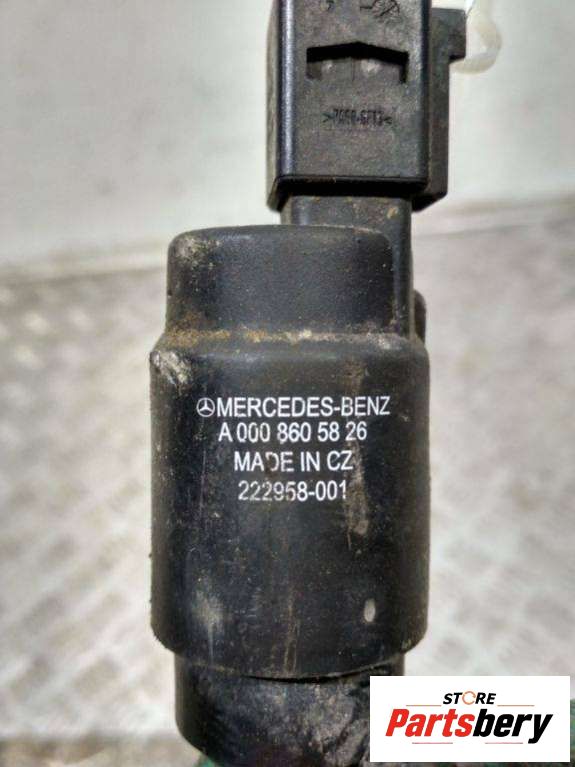 MERCEDES-BENZ
A 000 860 58 26
MADE IN CZ
222958-001
STORE
Partsbery